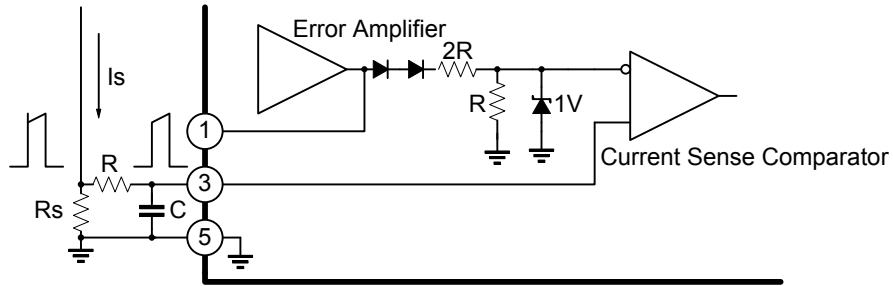 Error Amplifier
2R
Is
R
1V
1
Current Sense Comparator
R
3
Rs
C
5